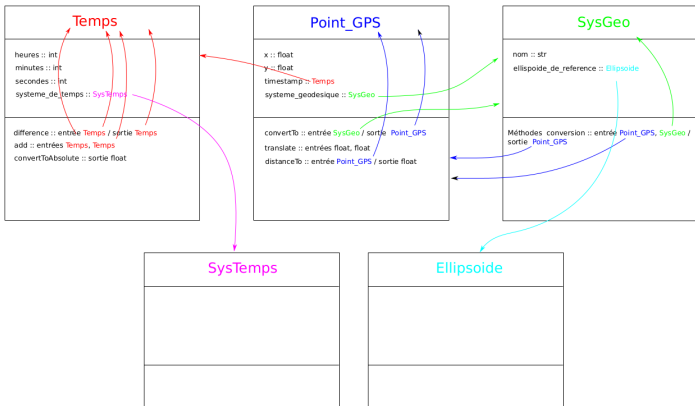 Temps
heures :: int
minutes :: int
secondes :: int
systeme_de_temps :: SysTemps
difference :: entrée Temps / sortie Temps
add :: entrées Temps, Temps
convertToAbsolute :: sortie float
Point_GPS
x :: float
y :: float
timestamp :: Temps
systeme_geodesique :: SysGeo
convertTo :: entrée SysGeo / sortie Point_GPS
translate :: entrées float, float
distanceTo :: entrée Point_GPS / sortie float
SysGeo
nom :: str
ellispoide_de_reference :: Ellipsoide
Méthodes conversion :: entrée Point_GPS, SysGeo /
sortie Point_GPS
SysTemps
Ellipsoide